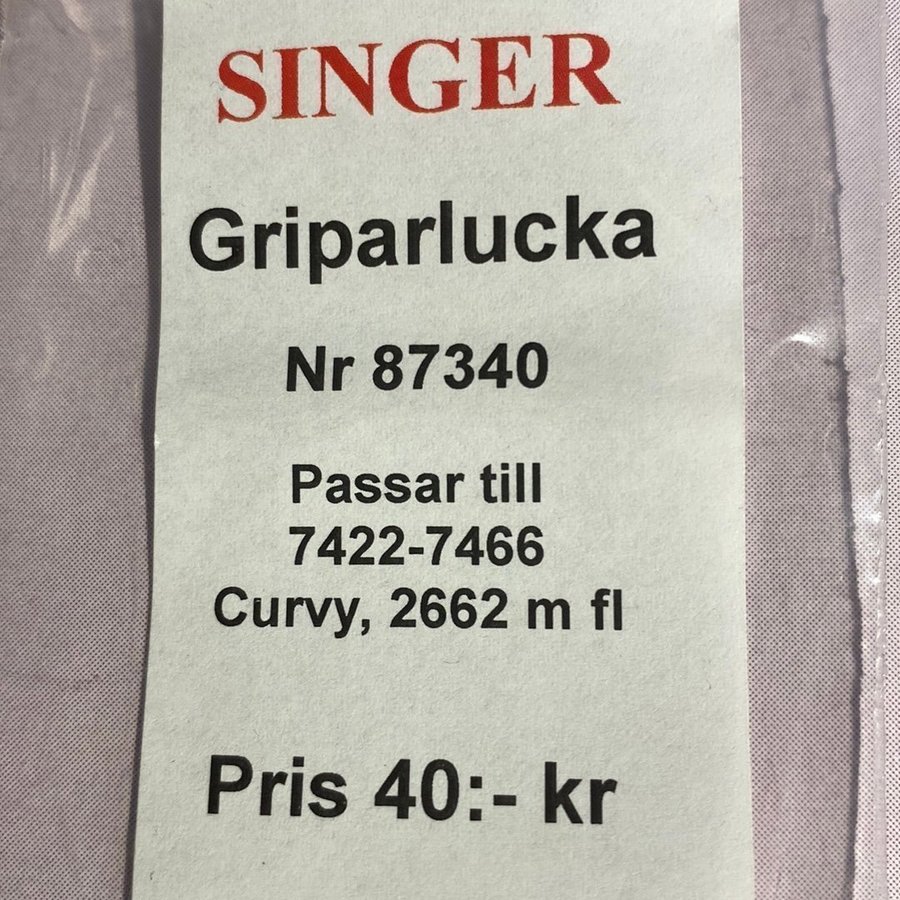 SINGER
Griparlucka
Nr 87340
Passar till
7422-7466
Curvy, 2662 m fl
Pris 40:- kr